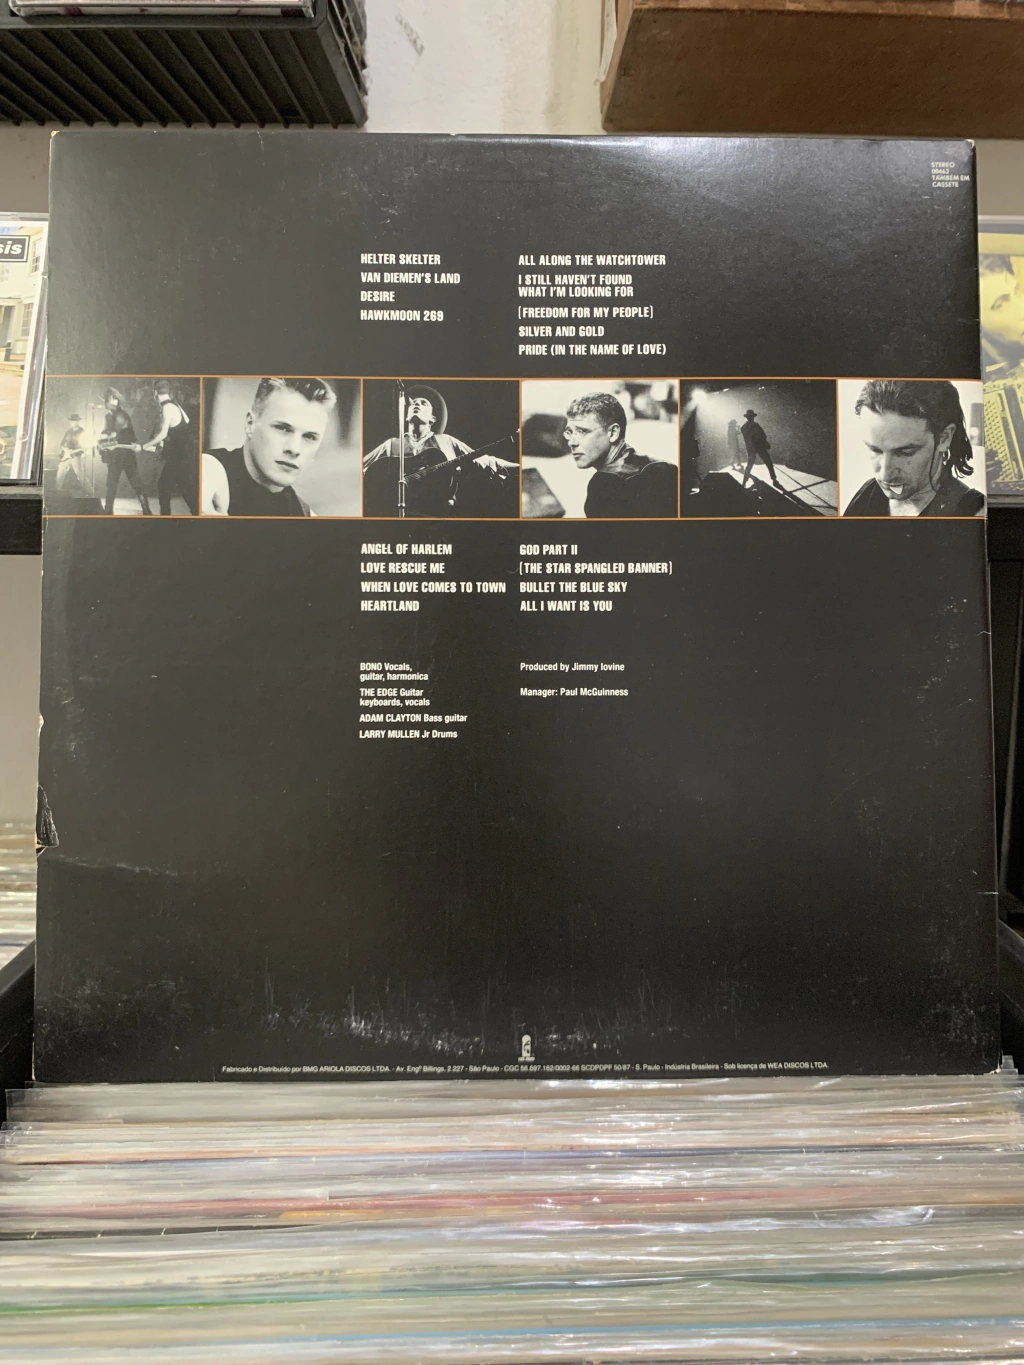 sis
STEREO
TAMBÉM EM
CASSETE
HELTER SKELTER
VAN DIEMEN'S LAND
DESIRE
HAWKMOON 269
ALL ALONG THE WATCHTOWER
I STILL HAVEN'T FOUND
WHAT I'M LOOKING FOR
(FREEDOM FOR MY PEOPLE)
SILVER AND GOLD
PRIDE (IN THE NAME OF LOVE)
ANGEL OF HARLEM
LOVE RESCUE ME
WHEN LOVE COMES TO TOWN
HEARTLAND
GOD PART II
(THE STAR SPANGLED BANNER)
BULLET THE BLUE SKY
ALL I WANT IS YOU
BONO Vocals,
guitar, harmonica
THE EDGE Guitar
keyboards, vocals
ADAM CLAYTON Bass guitar
LARRY MULLEN Jr Drums
Produced by Jimmy Iovine
Manager: Paul McGuinness
Fabricado e Distribuído por BMG ARIOLA DISCOS LTDA. - Av. Engº Billings, 2.227 - São Paulo - CGC 56.697.162/0002-66 SCDPDPF 50/87 - S. Paulo - Indústria Brasileira - Sob licença de WEA DISCOS LTDA.